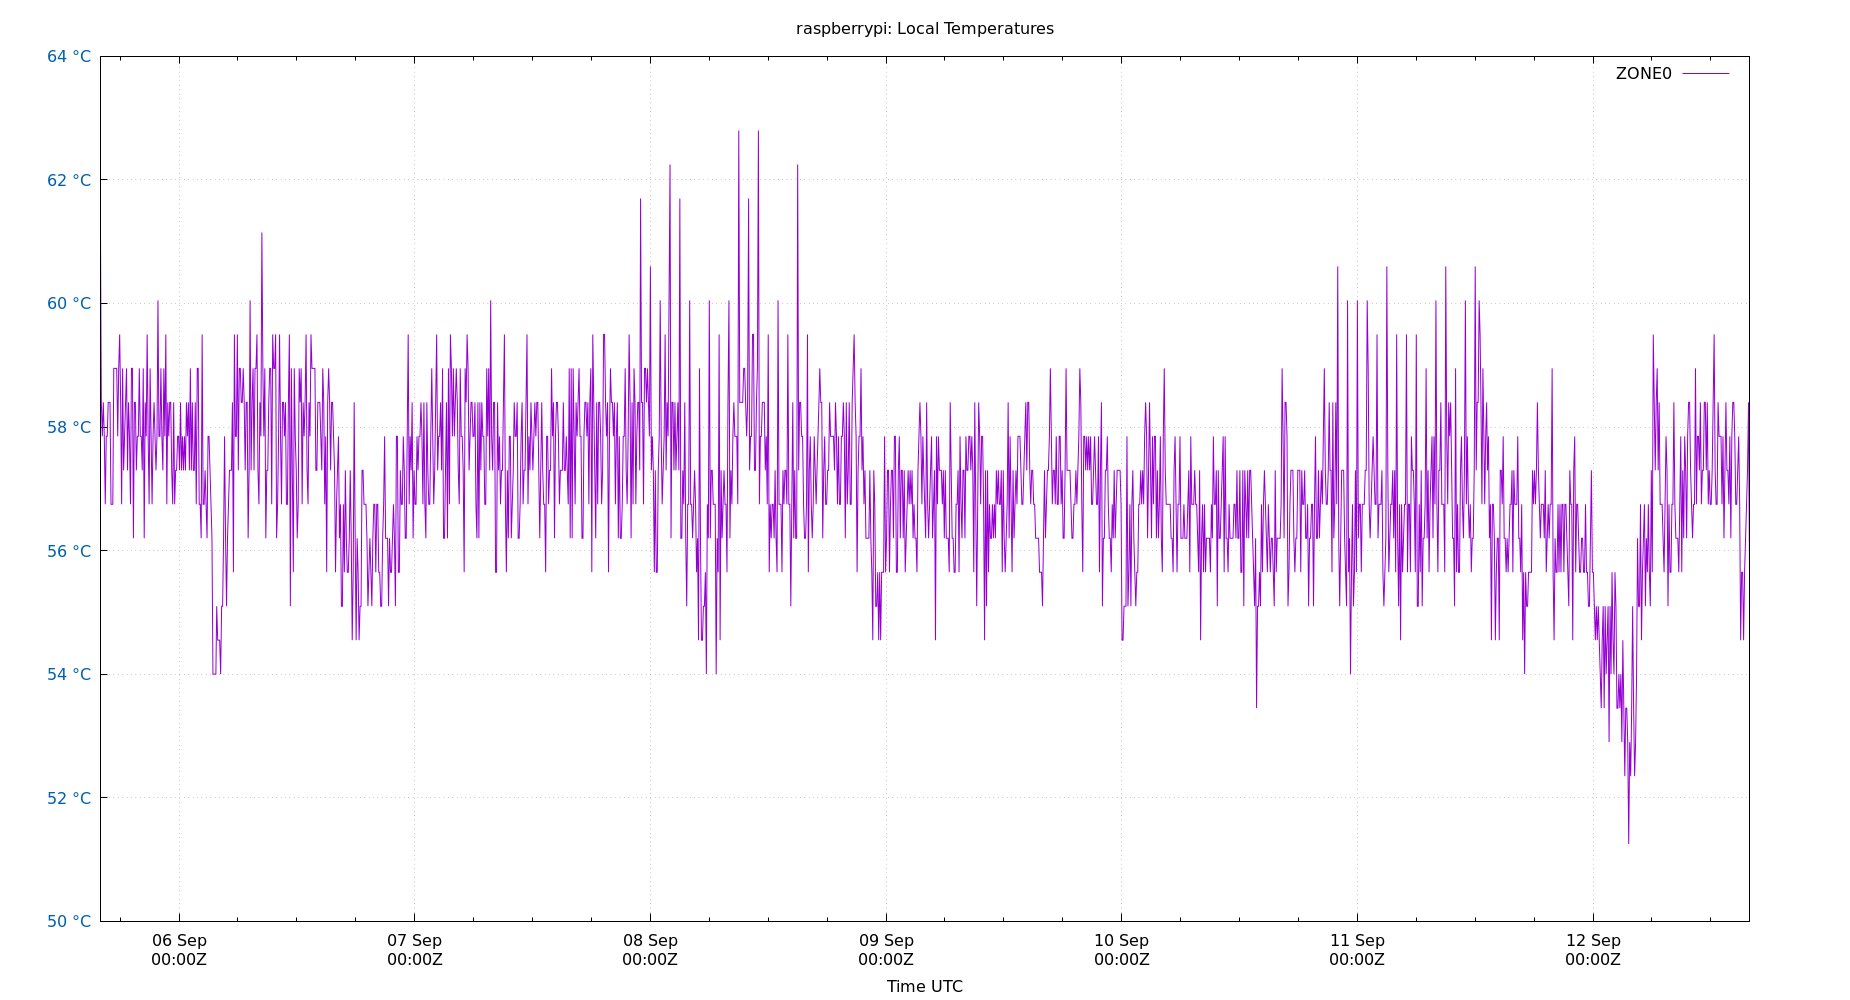 raspberrypi: Local Temperatures
64 °C
ZONE0
62 °C
60 °C
58 °C
56 °C
54 °C
52 °C
50 °C
06 Sep 07 Sep 08 Sep 09 Sep 10 Sep 11 Sep 12 Sep
00:00Z 00:00Z 00:00Z 00:00Z 00:00Z 00:00Z 00:00Z
Time UTC